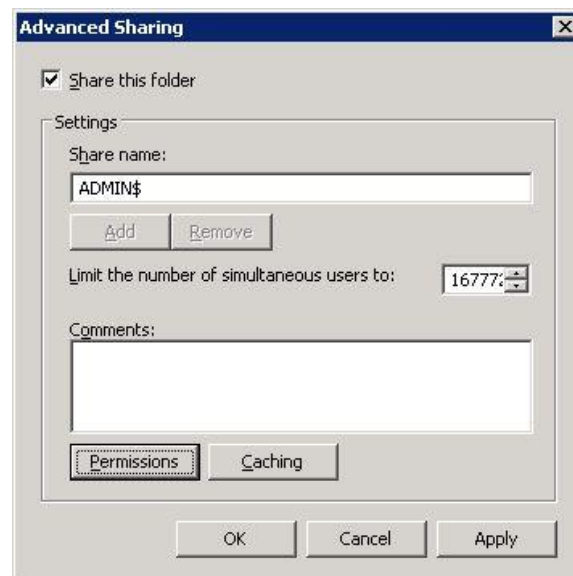 Advanced Sharing
Share this folder
Settings
Share name:
ADMIN$
Add Remove
Limit the number of simultaneous users to:
Comments:
Permissions Caching
OK Cancel Apply